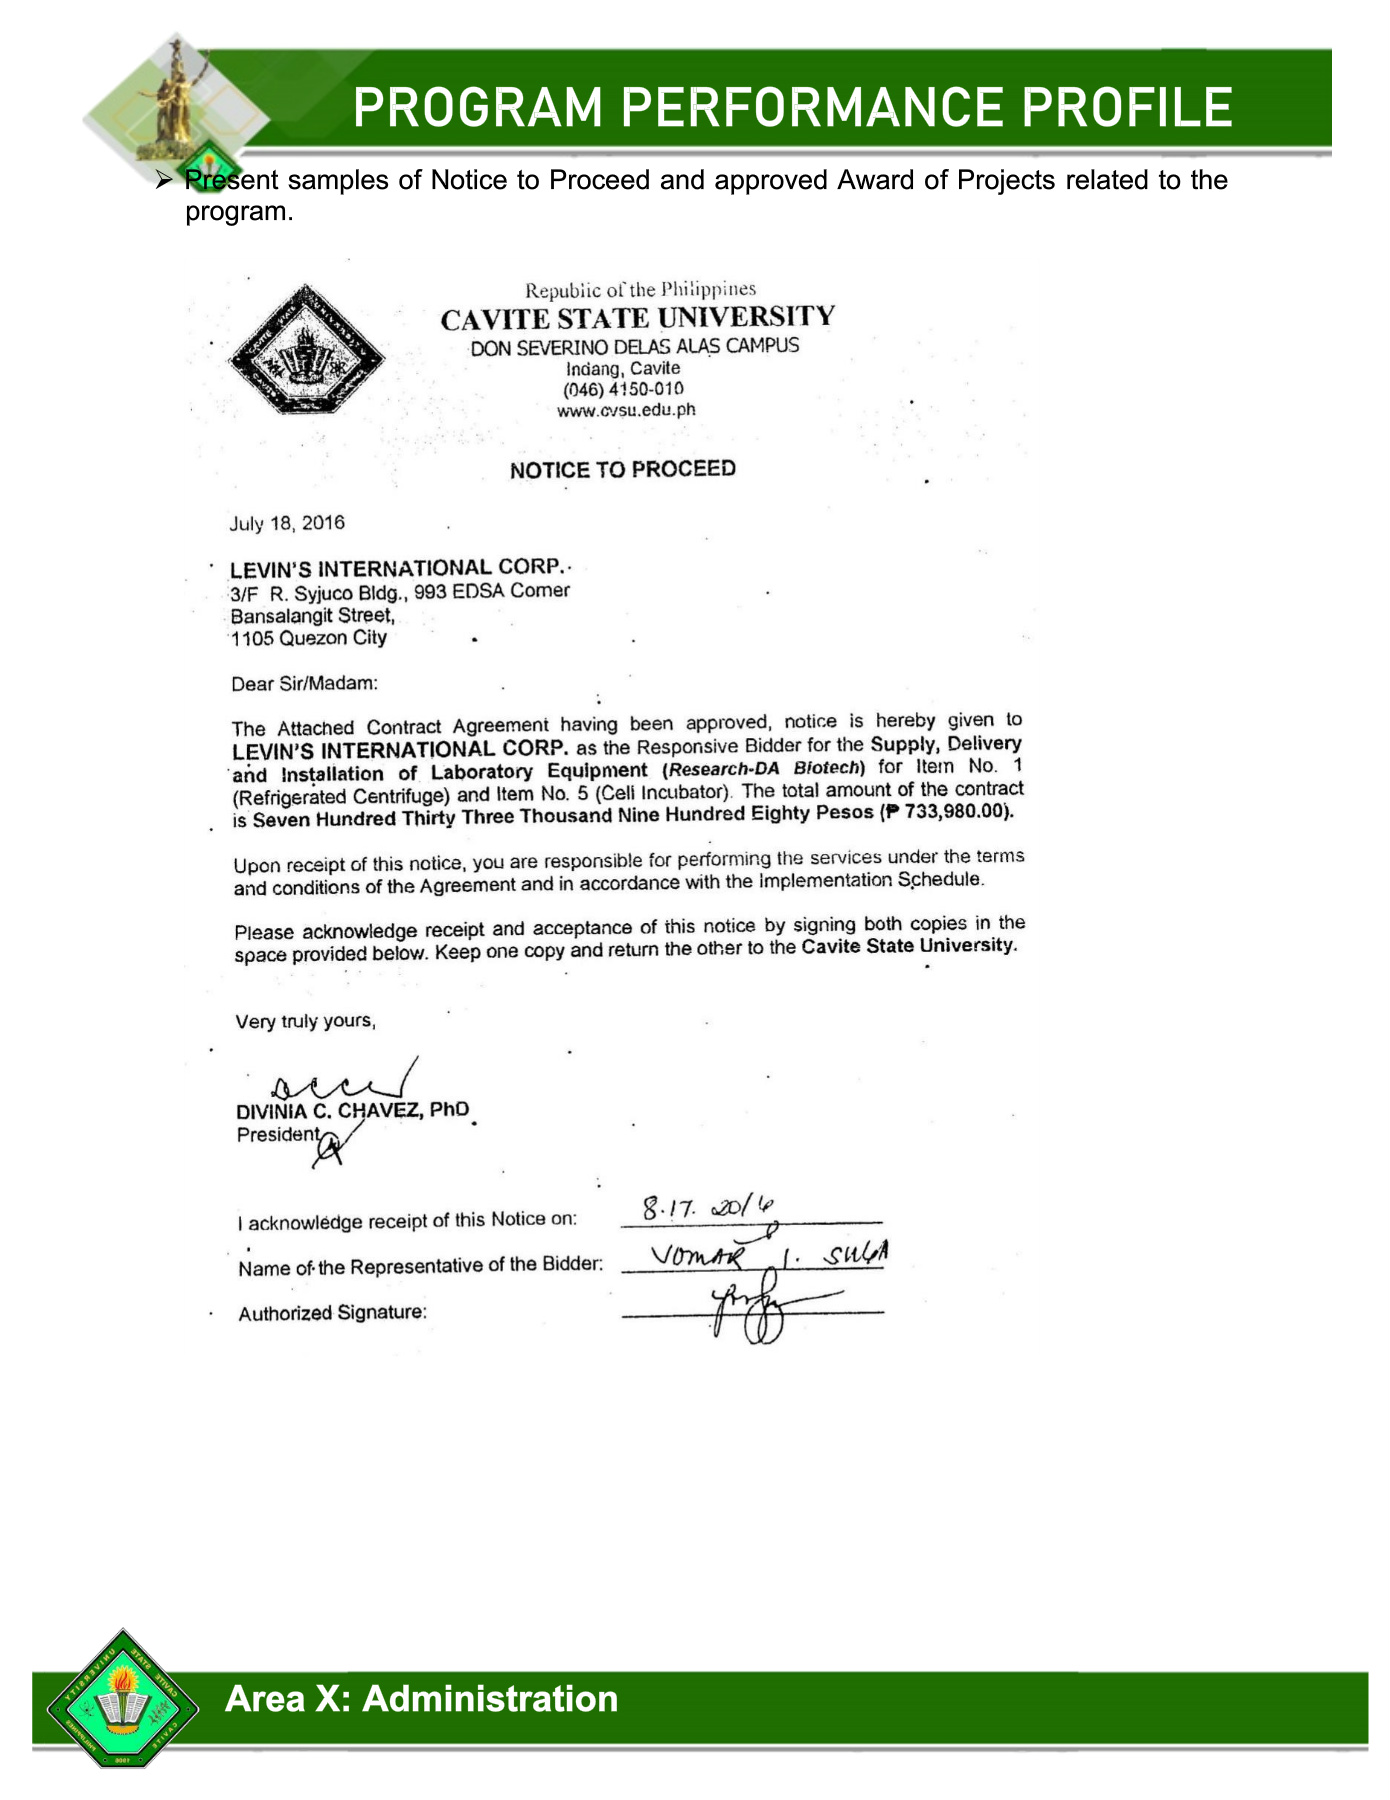 PROGRAM PERFORMANCE PROFILE
➢ Present samples of Notice to Proceed and approved Award of Projects related to the
program.
Republic of the Philippines
CAVITE STATE UNIVERSITY
DON SEVERINO DELAS ALAS CAMPUS
Indang, Cavite
(046) 4150-010
www.cvsu.edu.ph
NOTICE TO PROCEED
July 18, 2016
LEVIN'S INTERNATIONAL CORP.
3/F R. Syjuco Bldg., 993 EDSA Corner
Bansalangit Street,
1105 Quezon City
Dear Sir/Madam:
The Attached Contract Agreement having been approved, notice is hereby given to
LEVIN'S INTERNATIONAL CORP. as the Responsive Bidder for the Supply, Delivery
and Installation of Laboratory Equipment (Research-DA Biotech) for Item No. 1
(Refrigerated Centrifuge) and Item No. 5 (Cell Incubator). The total amount of the contract
is Seven Hundred Thirty Three Thousand Nine Hundred Eighty Pesos (₱ 733,980.00).
Upon receipt of this notice, you are responsible for performing the services under the terms
and conditions of the Agreement and in accordance with the Implementation Schedule.
Please acknowledge receipt and acceptance of this notice by signing both copies in the
space provided below. Keep one copy and return the other to the Cavite State University.
Very truly yours,
DIVINIA C. CHAVEZ, PhD
President
I acknowledge receipt of this Notice on: 8.17.2016
Name of the Representative of the Bidder: VOMAR I. SULA
Authorized Signature:
Area X: Administration